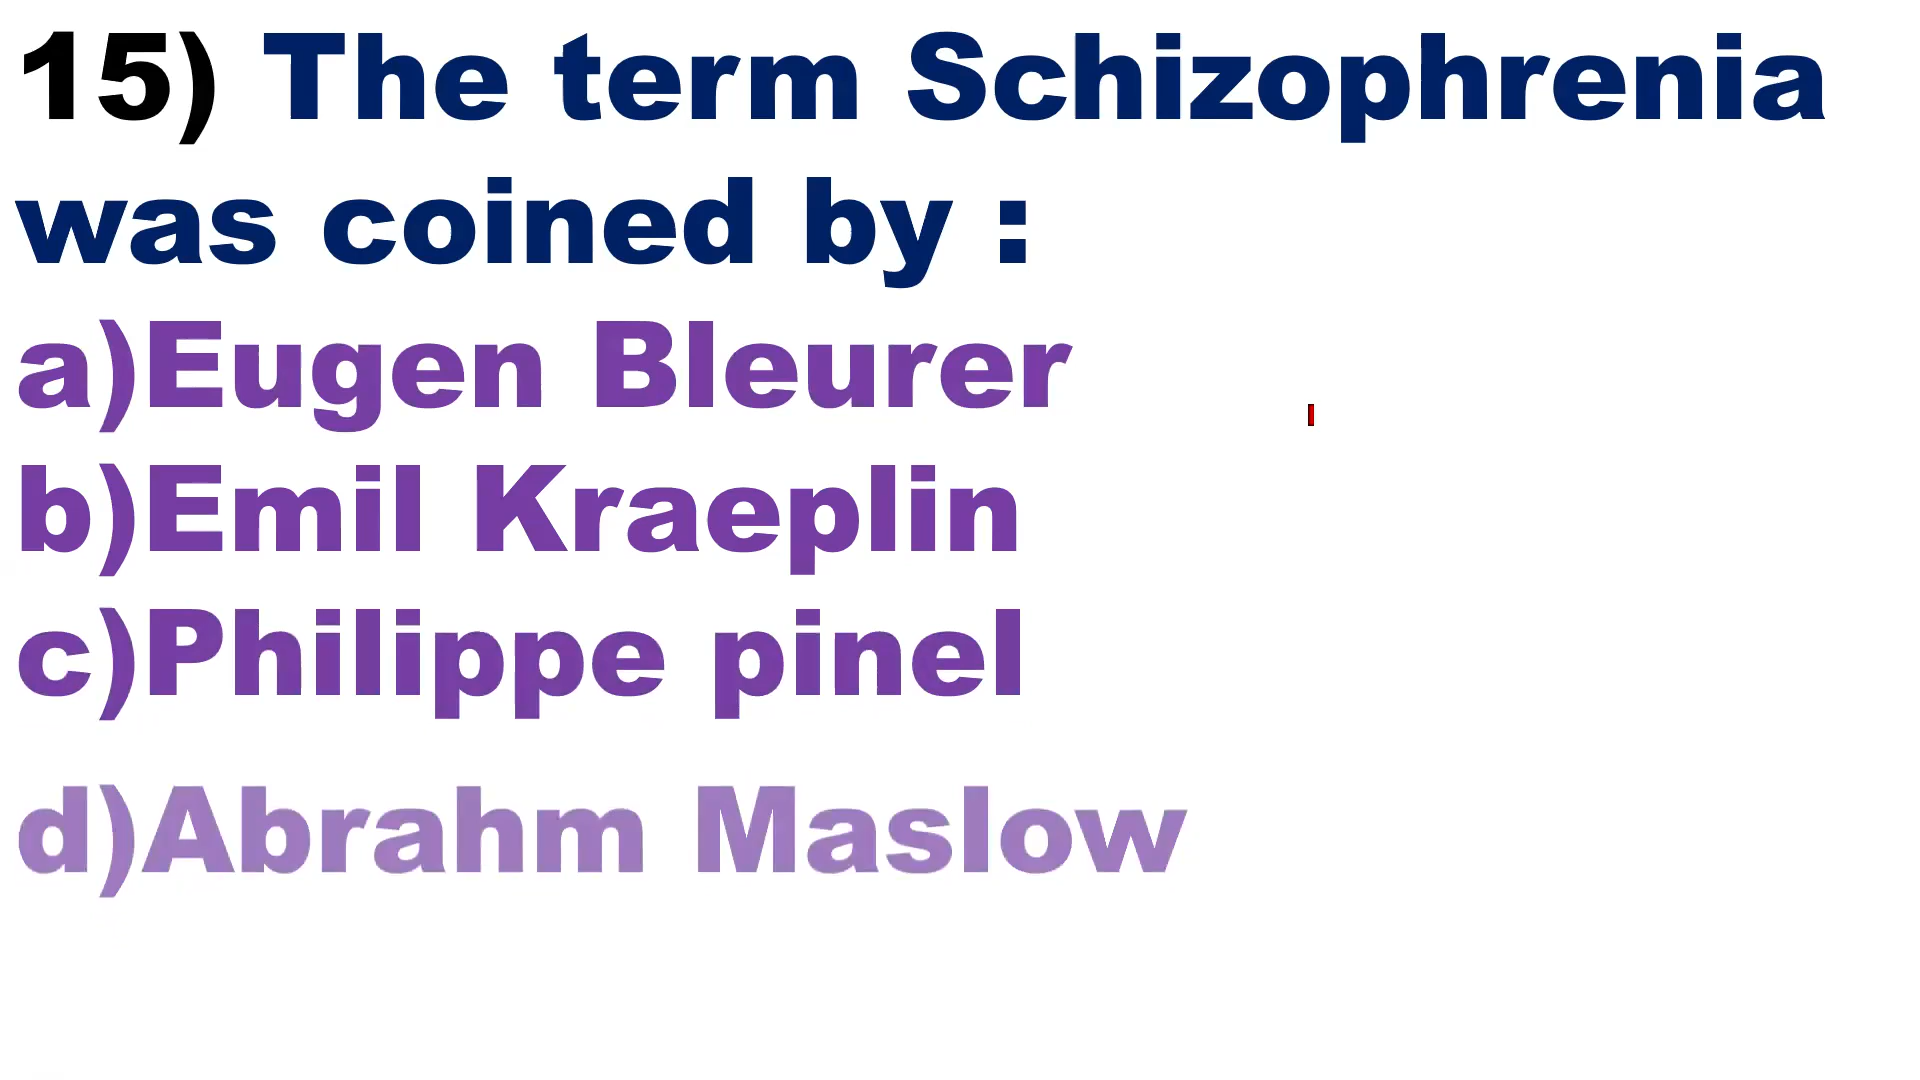 15) The term Schizophrenia
was coined by :
a)Eugen Bleurer
b)Emil Kraeplin
c)Philippe pinel
d)Abrahm Maslow